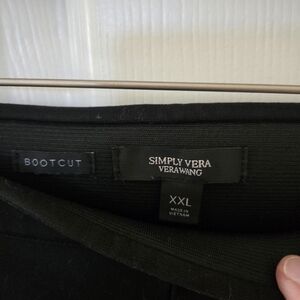 BOOTCUT
SIMPLY VERA
VERAWANG
XXL
MADE IN
VIETNAM